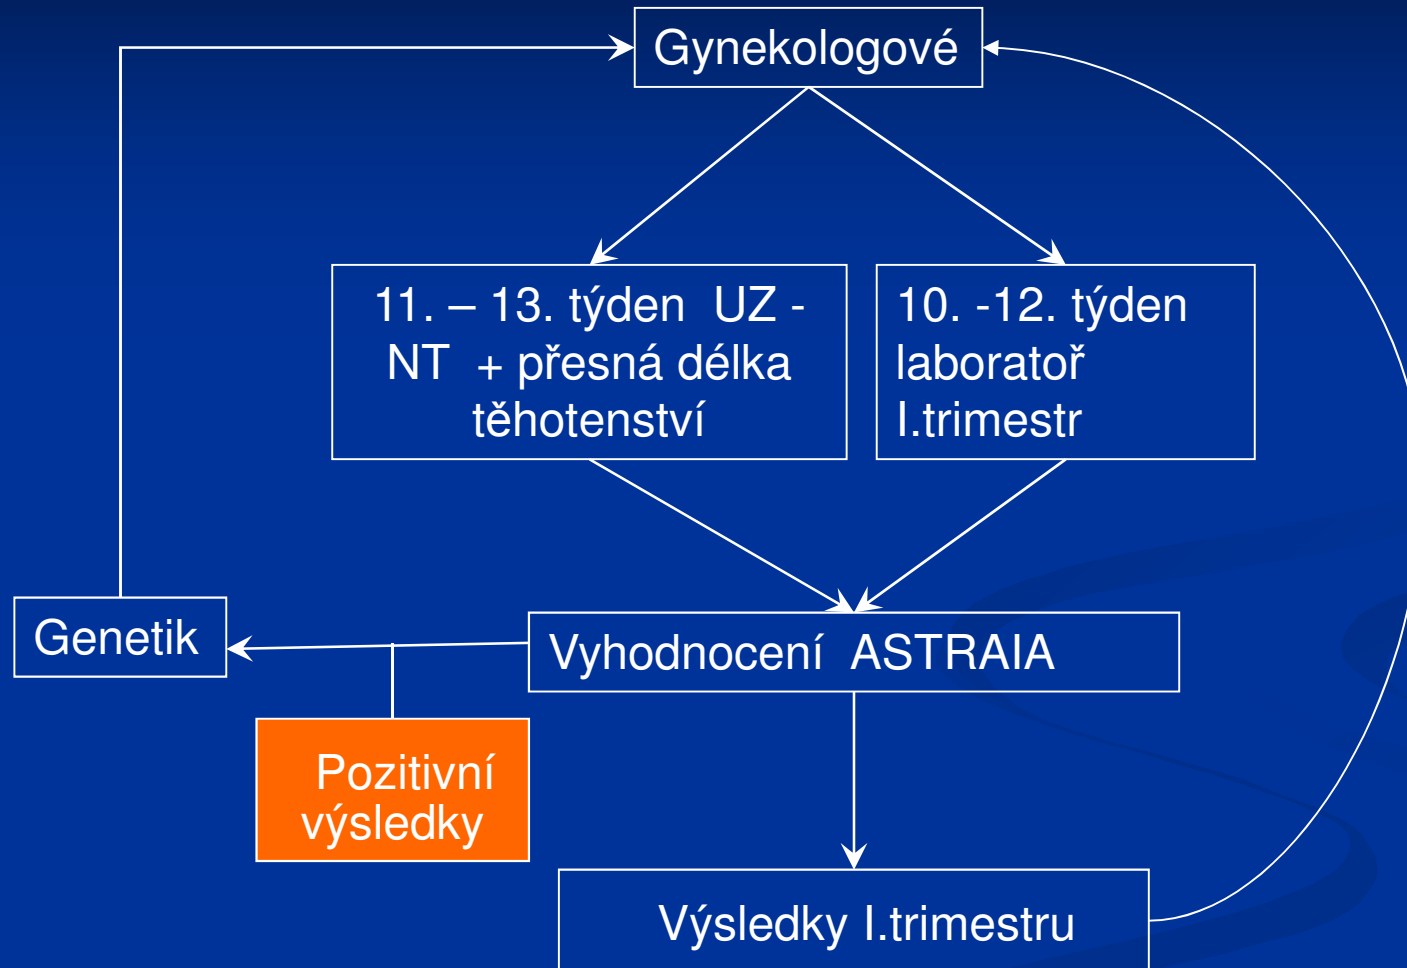 Gynekologové
11. – 13. týden  UZ -
NT  + přesná délka
těhotenství
10. -12. týden
laboratoř
I.trimestr
Genetik
Vyhodnocení  ASTRAIA
Pozitivní
výsledky
Výsledky I.trimestru